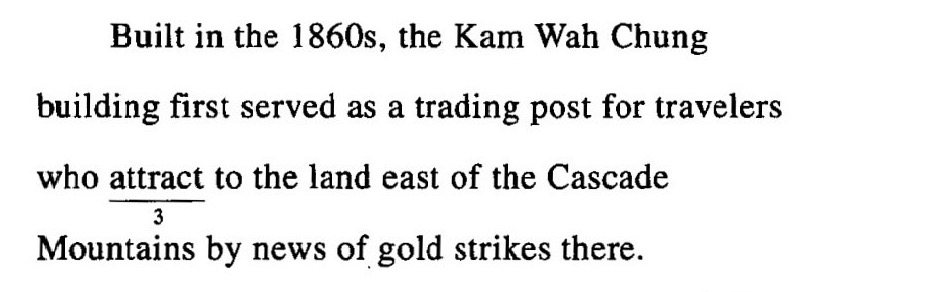 Built in the 1860s, the Kam Wah Chung
building first served as a trading post for travelers
who attract to the land east of the Cascade
3
Mountains by news of gold strikes there.